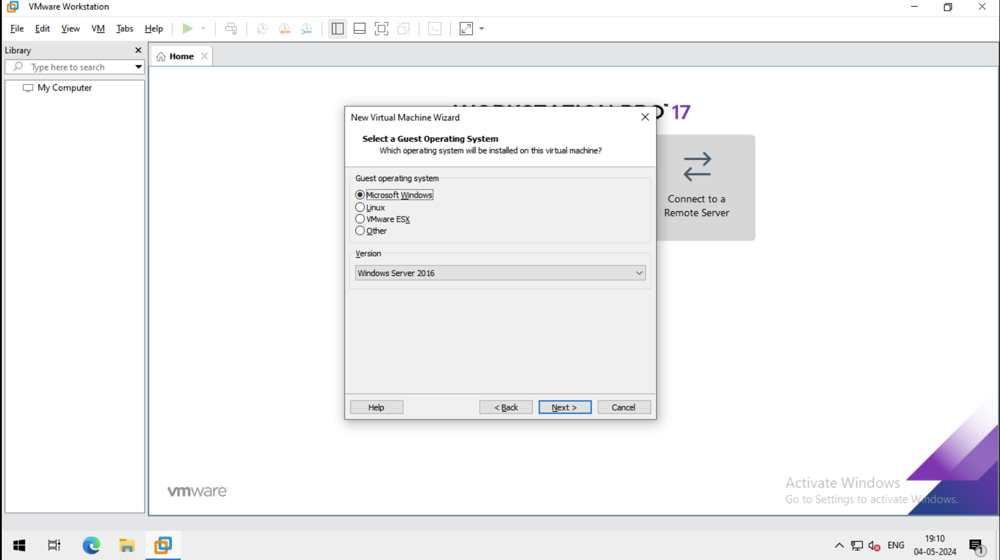 VMware Workstation
File Edit View VM Tabs Help
Library
Home
Type here to search
My Computer
WORKSTATION PRO™ 17
New Virtual Machine Wizard
Select a Guest Operating System
Which operating system will be installed on this virtual machine?
Guest operating system
Microsoft Windows
Linux
VMware ESX
Other
Version
Windows Server 2016
Help < Back Next > Cancel
Connect to a
Remote Server
vmware
Activate Windows
Go to Settings to activate Windows.
ENG
19:10
04-05-2024
1